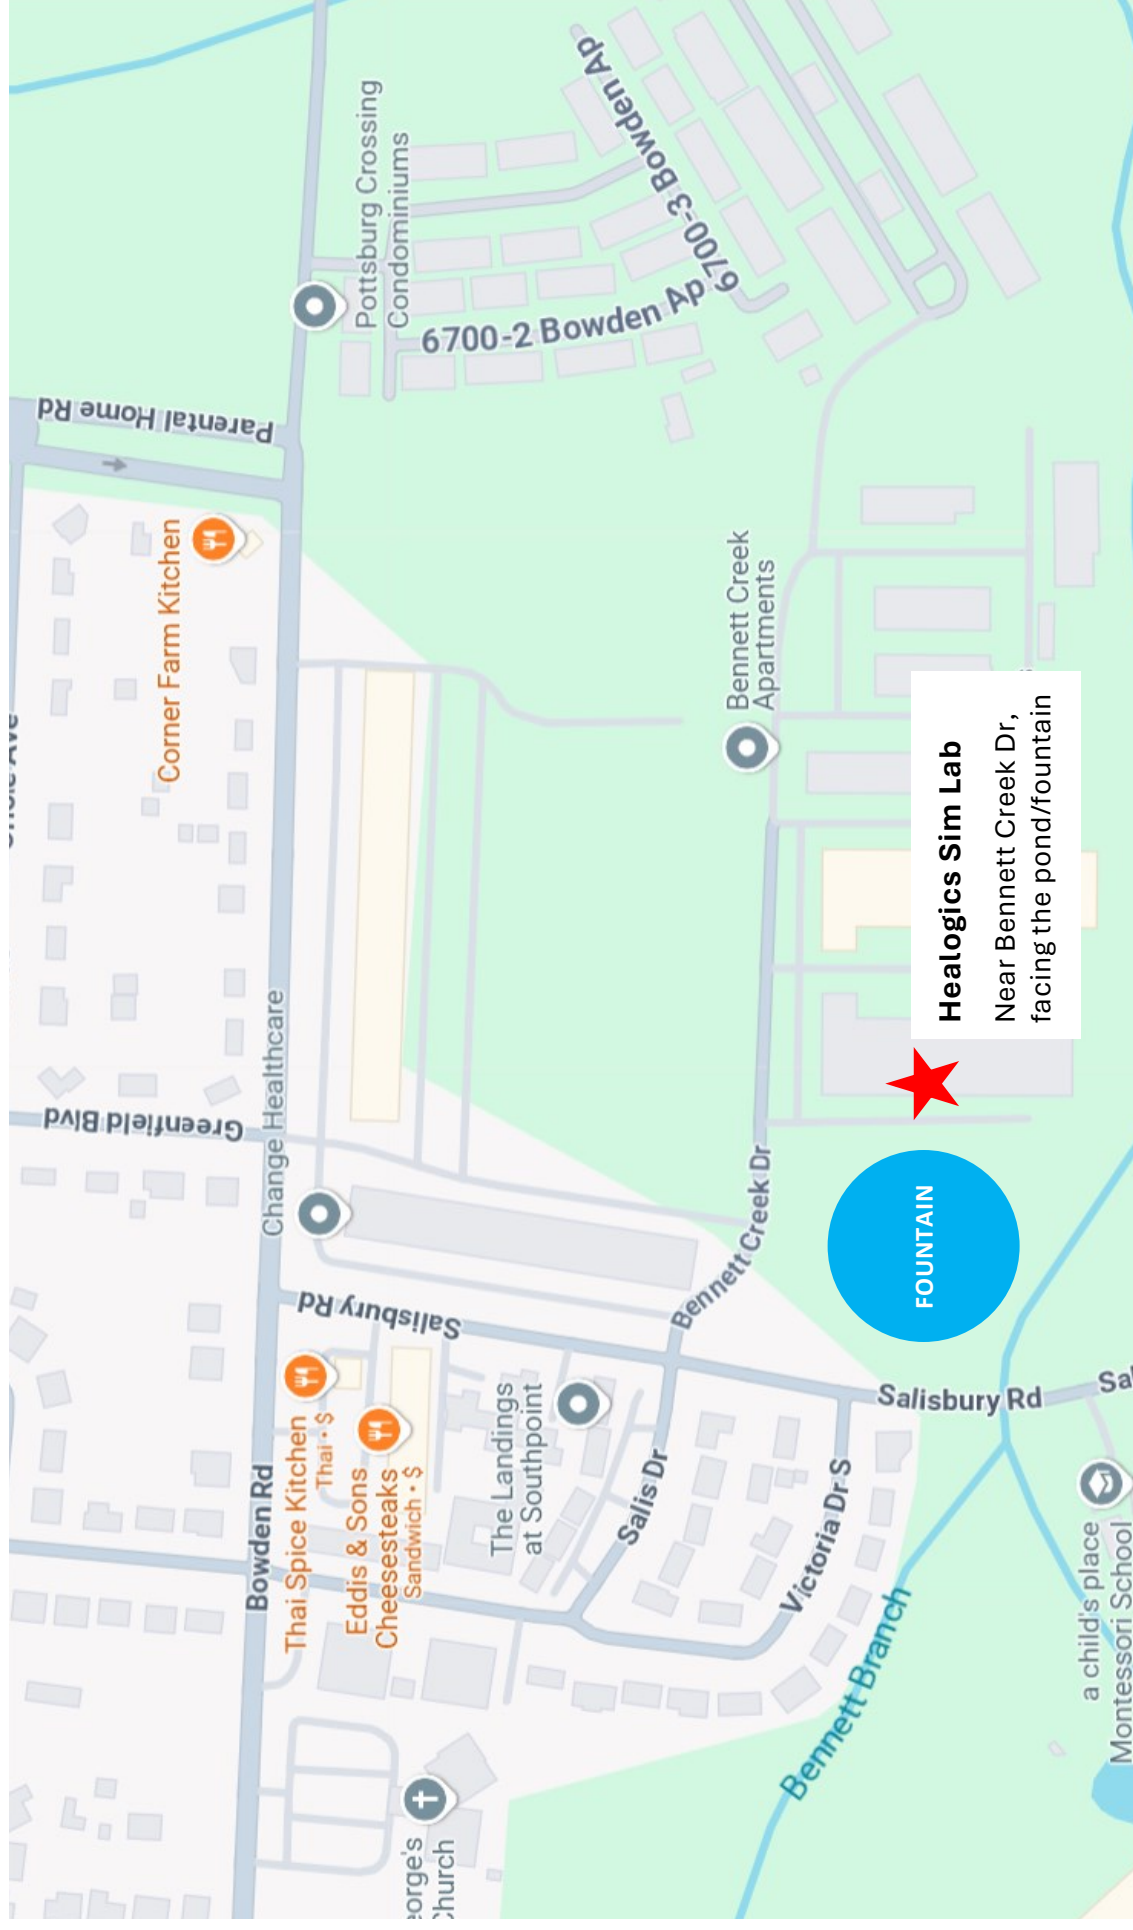 Parental Home Rd
Pottsburg Crossing
Condominiums
6700-2 Bowden Ap
6700-3 Bowden Ap
Corner Farm Kitchen
Bennett Creek
Apartments
Healogics Sim Lab
Near Bennett Creek Dr,
facing the pond/fountain
Greenfield Blvd
Change Healthcare
Bennett Creek Dr
FOUNTAIN
Salisbury Rd
Bowden Rd
Thai Spice Kitchen
Thai • $
Eddis & Sons
Cheesesteaks
Sandwich • $
The Landings
at Southpoint
Salis Dr
Victoria Dr S
Salisbury Rd
Sal
Bennett Branch
a child's place
Montessori School
eorge's
hurch